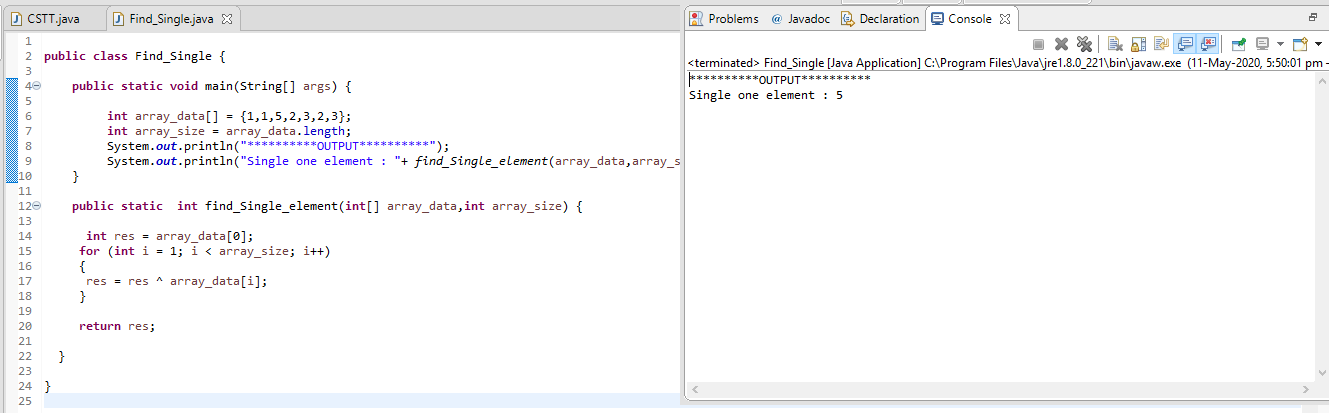 CSTT.java
Find_Single.java
1
2 public class Find_Single {
3
4 public static void main(String[] args) {
5
6 int array_data[] = {1,1,5,2,3,2,3};
7 int array_size = array_data.length;
8 System.out.println("**********OUTPUT**********");
9 System.out.println("Single one element : "+ find_Single_element(array_data,array_s
10 }
11
12 public static  int find_Single_element(int[] array_data,int array_size) {
13
14 int res = array_data[0];
15 for (int i = 1; i < array_size; i++)
16 {
17 res = res ^ array_data[i];
18 }
19
20 return res;
21
22 }
23
24 }
25
Problems @ Javadoc Declaration Console
<terminated> Find_Single [Java Application] C:\Program Files\Java\jre1.8.0_221\bin\javaw.exe (11-May-2020, 5:50:01 pm –
**********OUTPUT**********
Single one element : 5